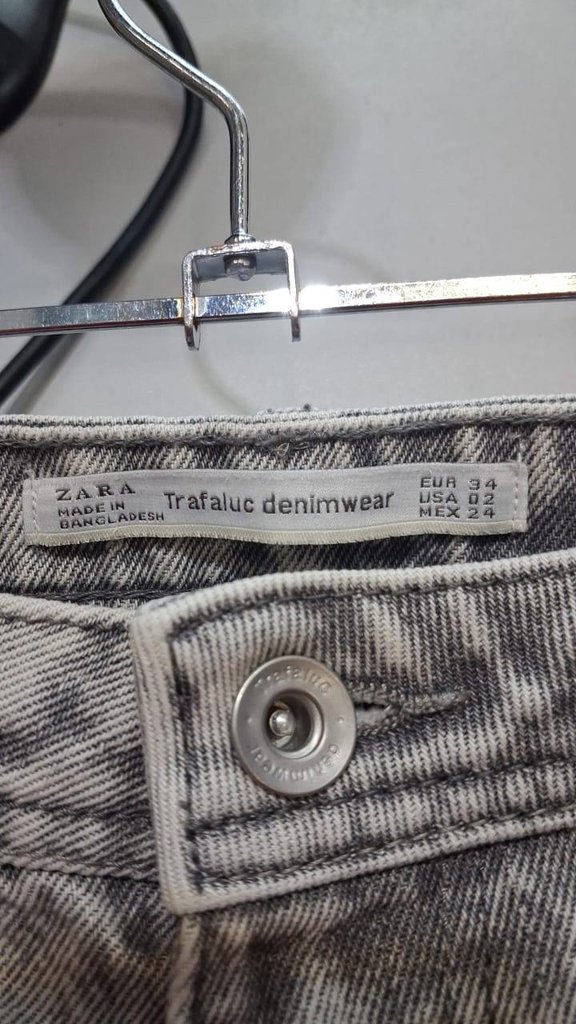 ZARA
MADE IN
BANGLADESH
Trafaluc denimwear
EUR 34
USA 02
MEX 24
Trafaluc
denimwear